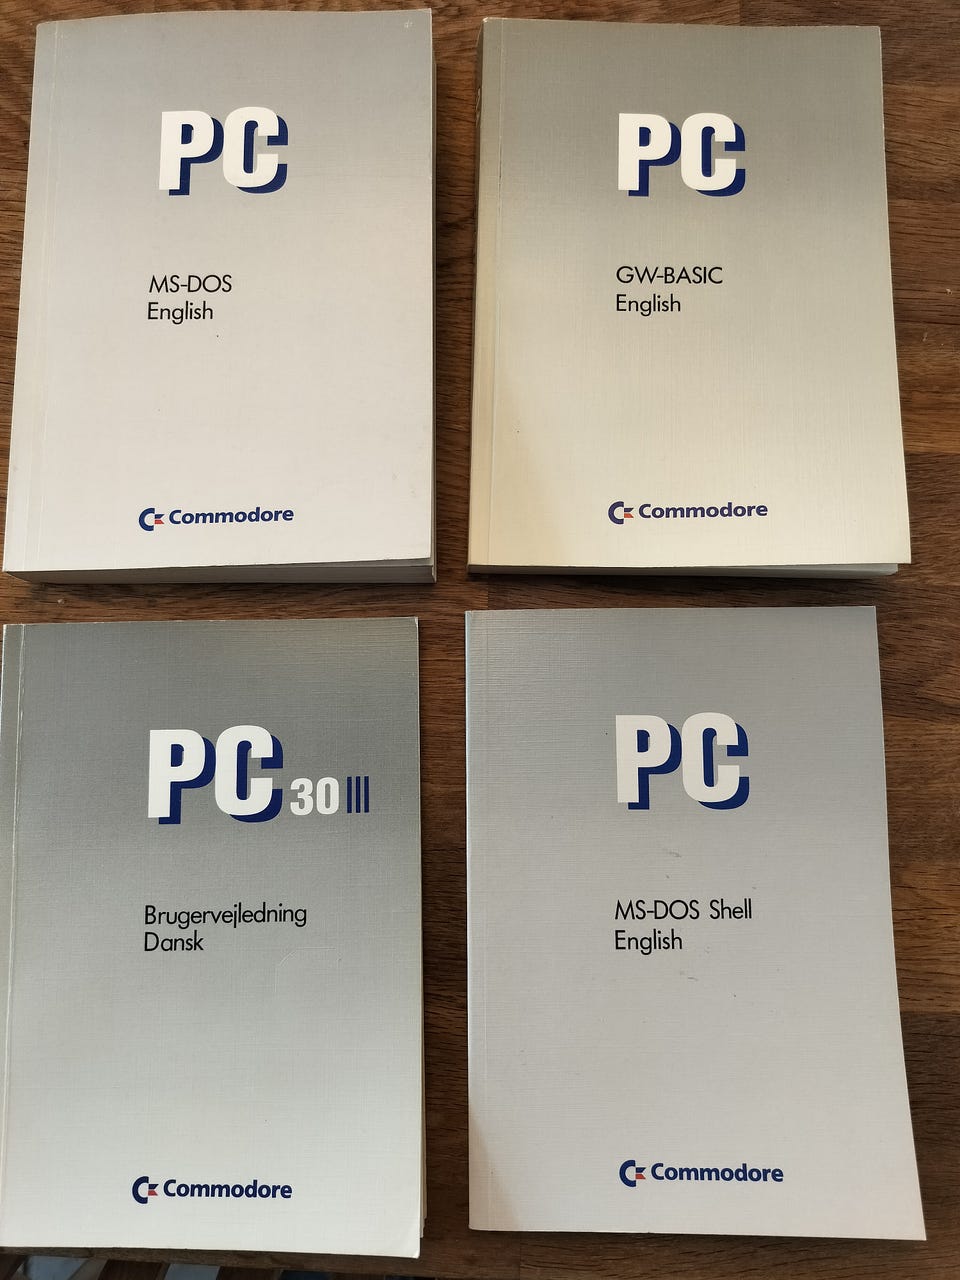 PC
MS-DOS
English
Commodore
PC
GW-BASIC
English
Commodore
PC 30 III
Brugervejledning
Dansk
Commodore
PC
MS-DOS Shell
English
Commodore